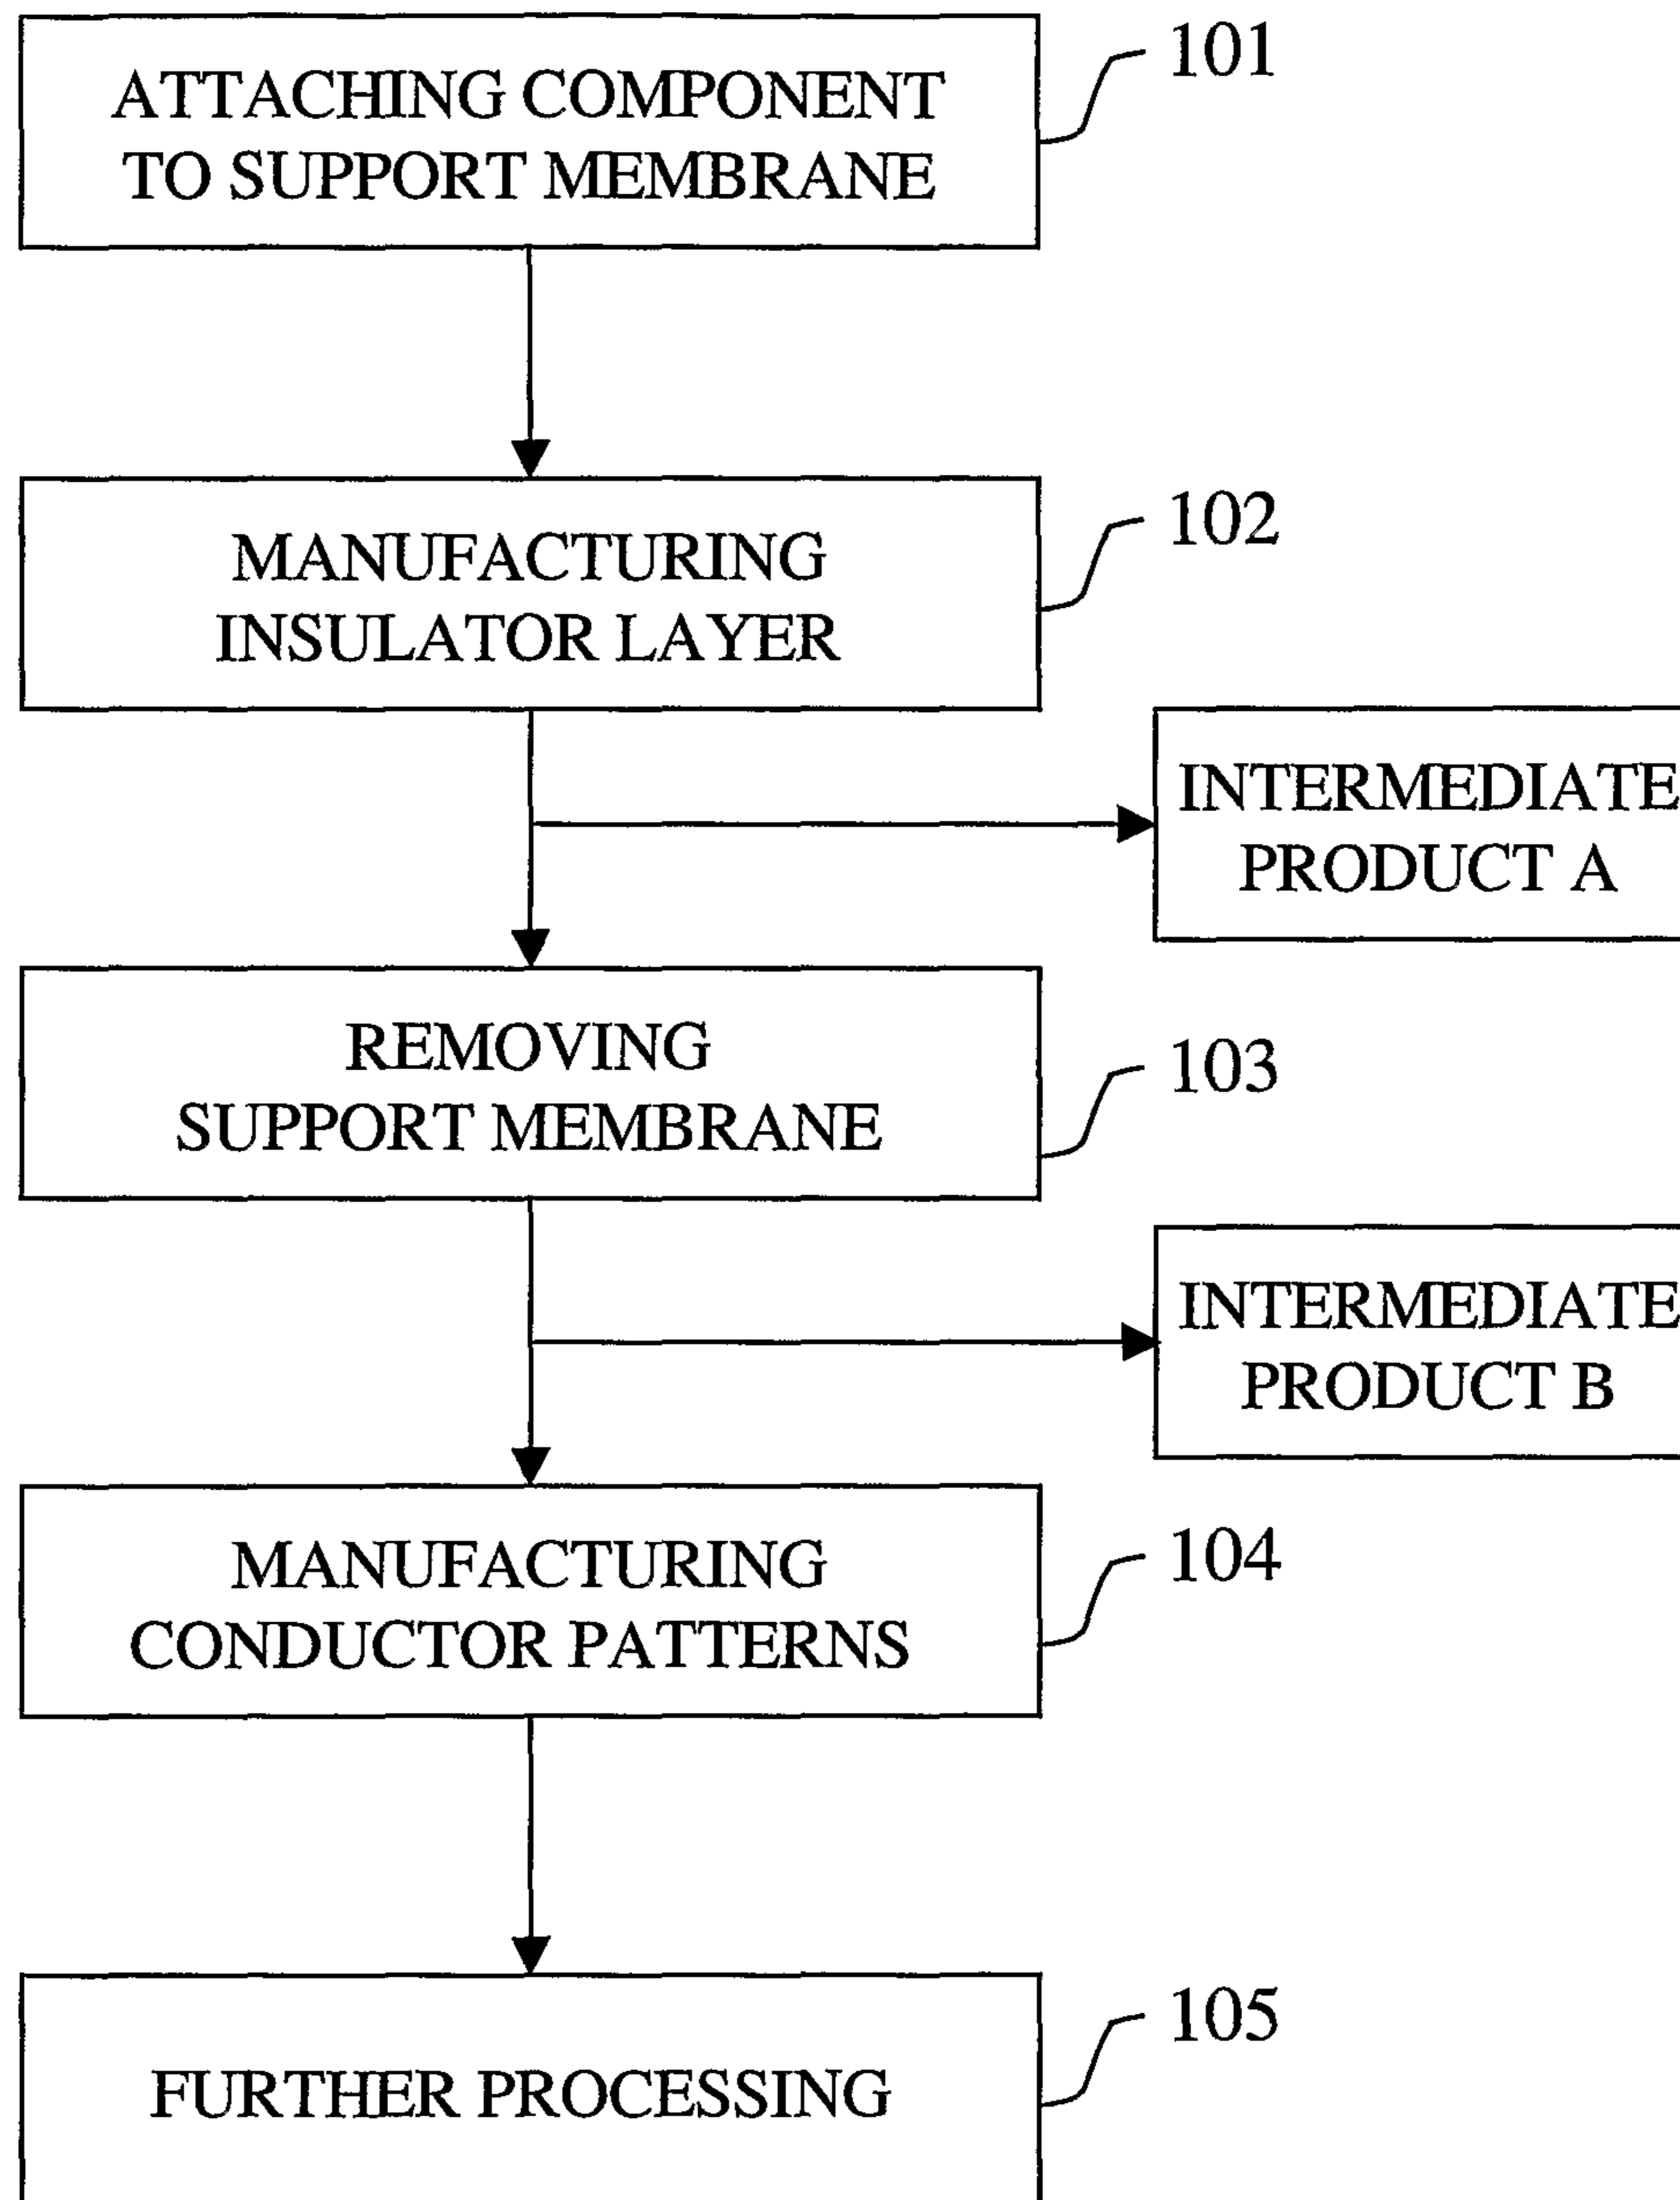 ATTACHING COMPONENT
TO SUPPORT MEMBRANE
101
MANUFACTURING
INSULATOR LAYER
102
INTERMEDIATE
PRODUCT A
REMOVING
SUPPORT MEMBRANE
103
INTERMEDIATE
PRODUCT B
MANUFACTURING
CONDUCTOR PATTERNS
104
FURTHER PROCESSING
105